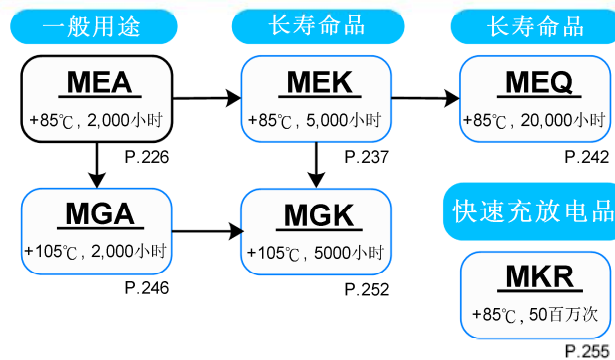 一般用途 长寿命品 长寿命品
MEA MEK MEQ
+85℃, 2,000小时 +85℃, 5,000小时 +85℃, 20,000小时
P.226 P.237 P.242
快速充放电品
MGA MGK
+105℃, 2,000小时 +105℃, 5000小时
P.246 P.252
MKR
+85℃, 50百万次
P.255